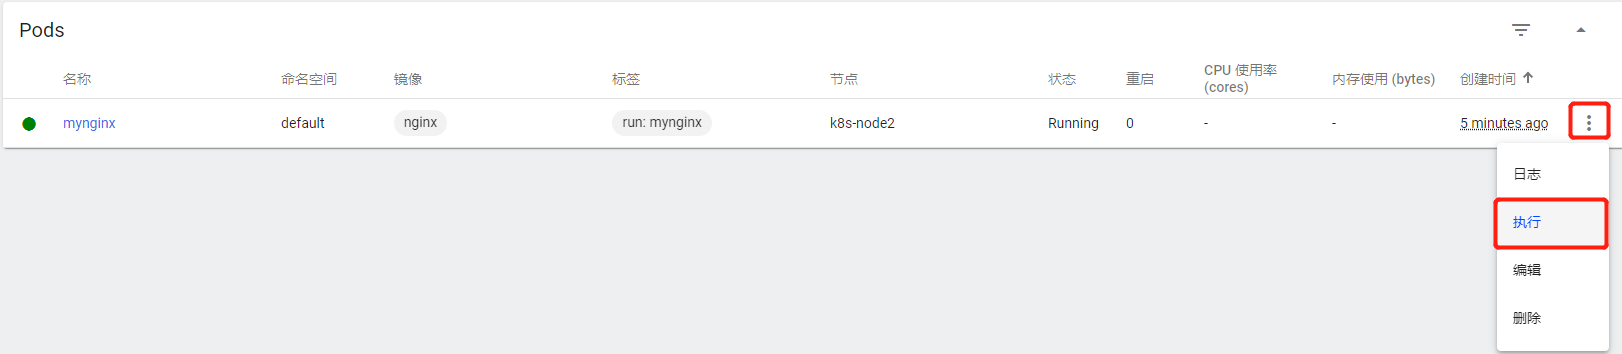 Pods
名称 命名空间 镜像 标签 节点 状态 重启 CPU 使用率 (cores) 内存使用 (bytes) 创建时间
mynginx default nginx run: mynginx k8s-node2 Running 0 - - 5 minutes ago
日志
执行
编辑
删除